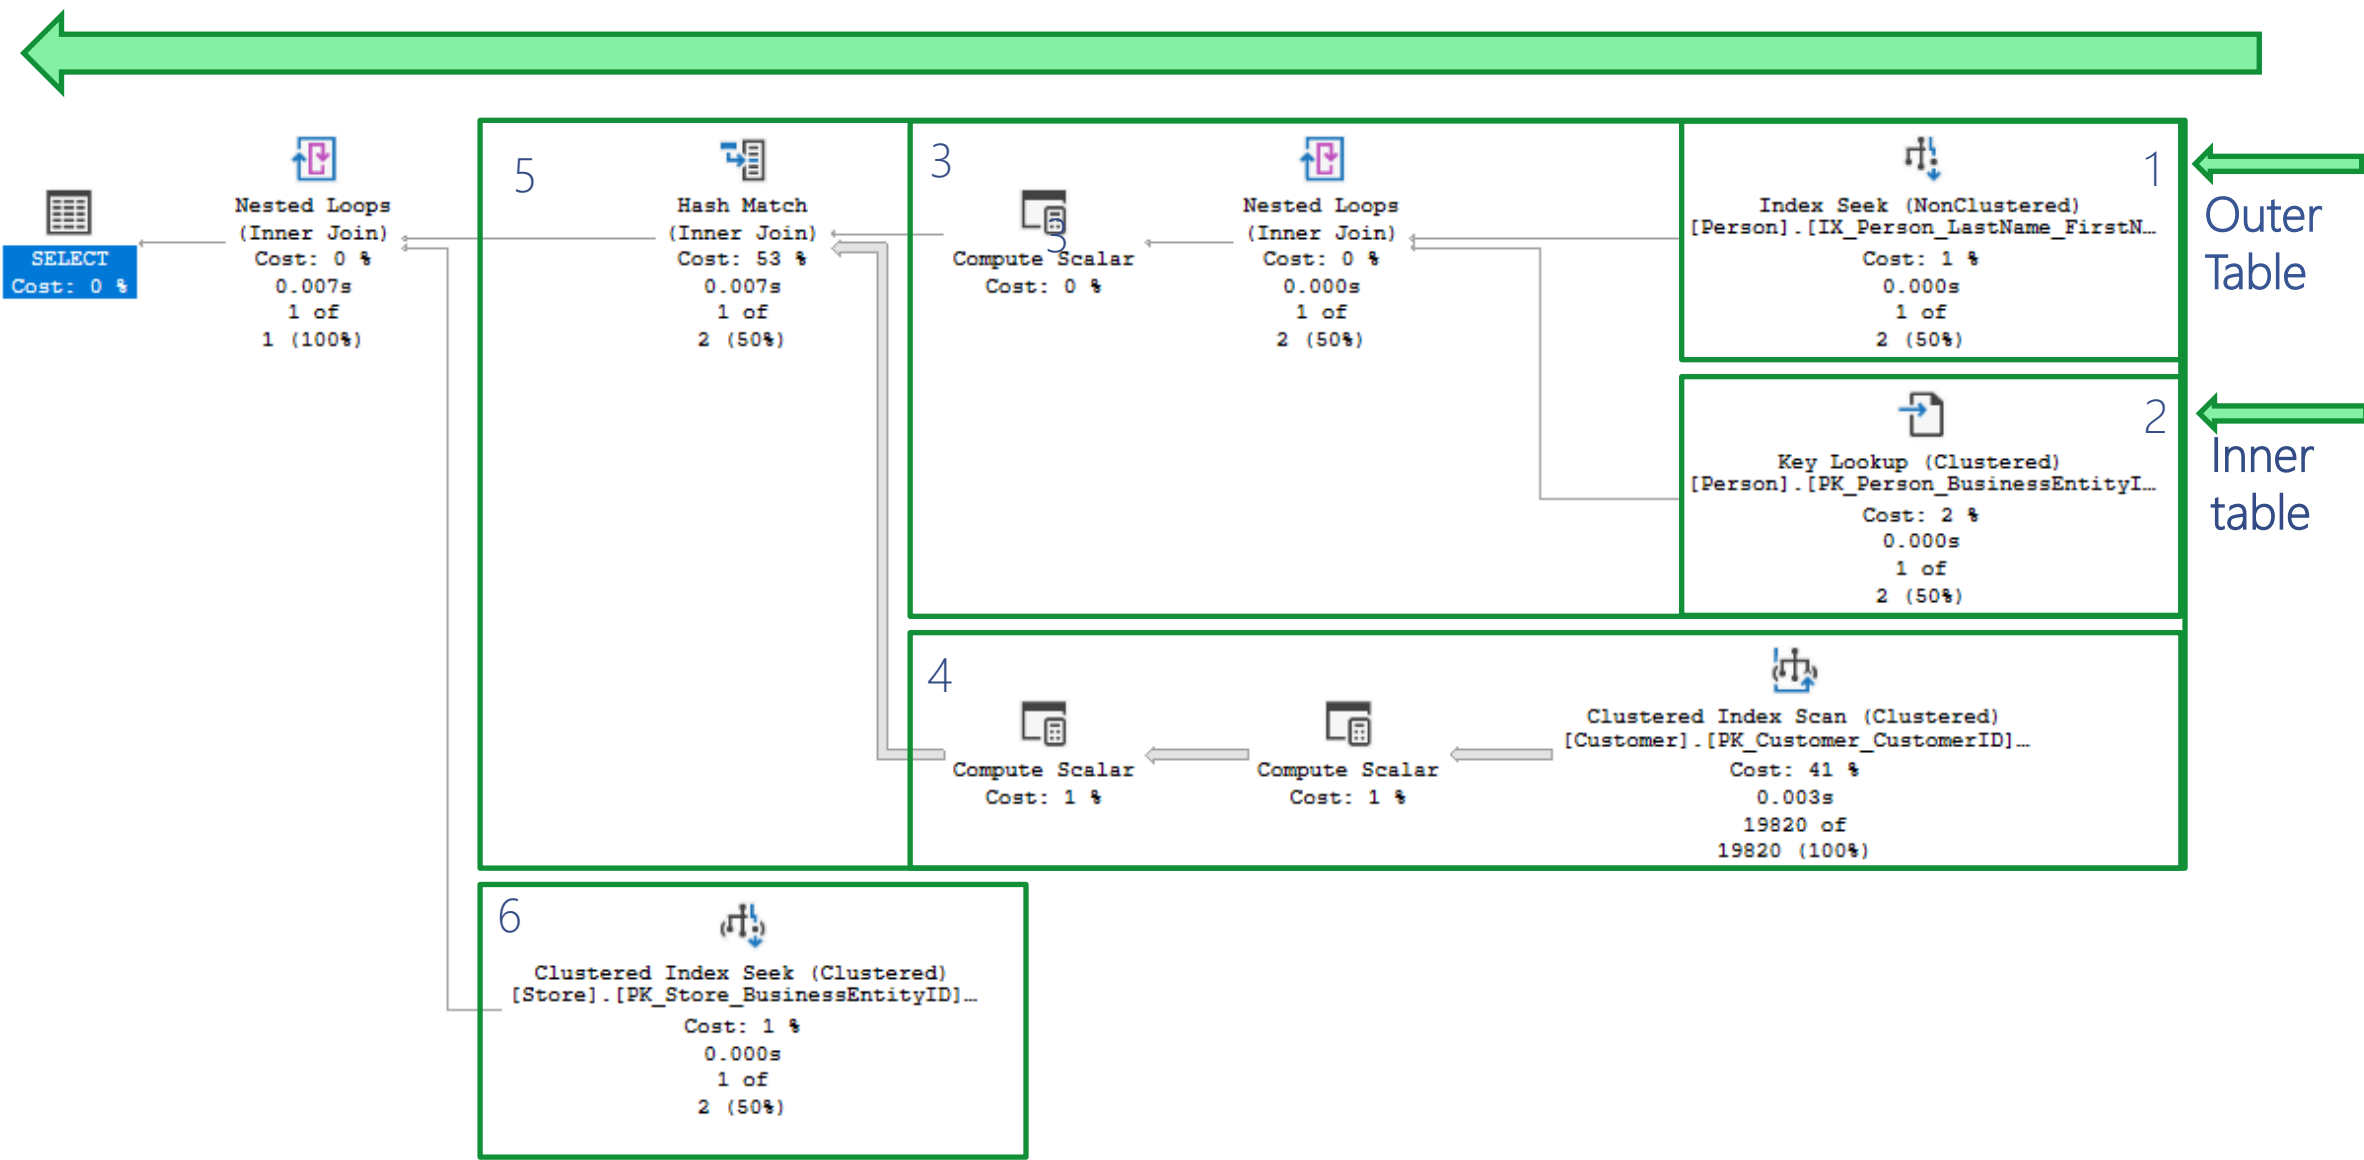 SELECT
Cost: 0 %
Nested Loops
(Inner Join)
Cost: 0 %
0.007s
1 of
1 (100%)
5
Hash Match
(Inner Join)
Cost: 53 %
0.007s
1 of
2 (50%)
3
3
Compute Scalar
Cost: 0 %
Nested Loops
(Inner Join)
Cost: 0 %
0.000s
1 of
2 (50%)
1
Index Seek (NonClustered)
[Person].[IX_Person_LastName_FirstN…
Cost: 1 %
0.000s
1 of
2 (50%)
Outer
Table
2
Key Lookup (Clustered)
[Person].[PK_Person_BusinessEntityI…
Cost: 2 %
0.000s
1 of
2 (50%)
Inner
table
4
Compute Scalar
Cost: 1 %
Compute Scalar
Cost: 1 %
Clustered Index Scan (Clustered)
[Customer].[PK_Customer_CustomerID]…
Cost: 41 %
0.003s
19820 of
19820 (100%)
6
Clustered Index Seek (Clustered)
[Store].[PK_Store_BusinessEntityID]…
Cost: 1 %
0.000s
1 of
2 (50%)